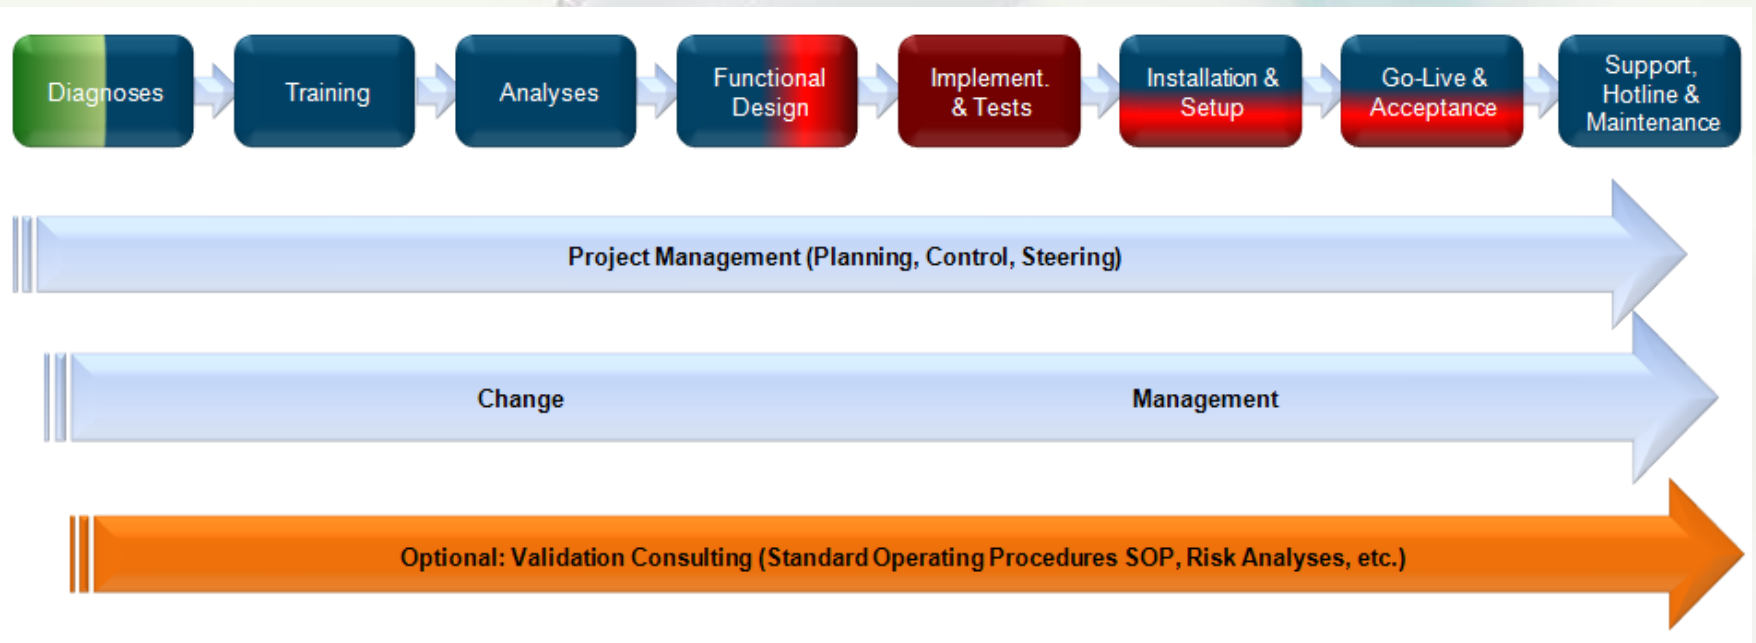 Diagnoses
Training
Analyses
Functional
Design
Implement.
& Tests
Installation &
Setup
Go-Live &
Acceptance
Support,
Hotline &
Maintenance
Project Management (Planning, Control, Steering)
Change Management
Optional: Validation Consulting (Standard Operating Procedures SOP, Risk Analyses, etc.)